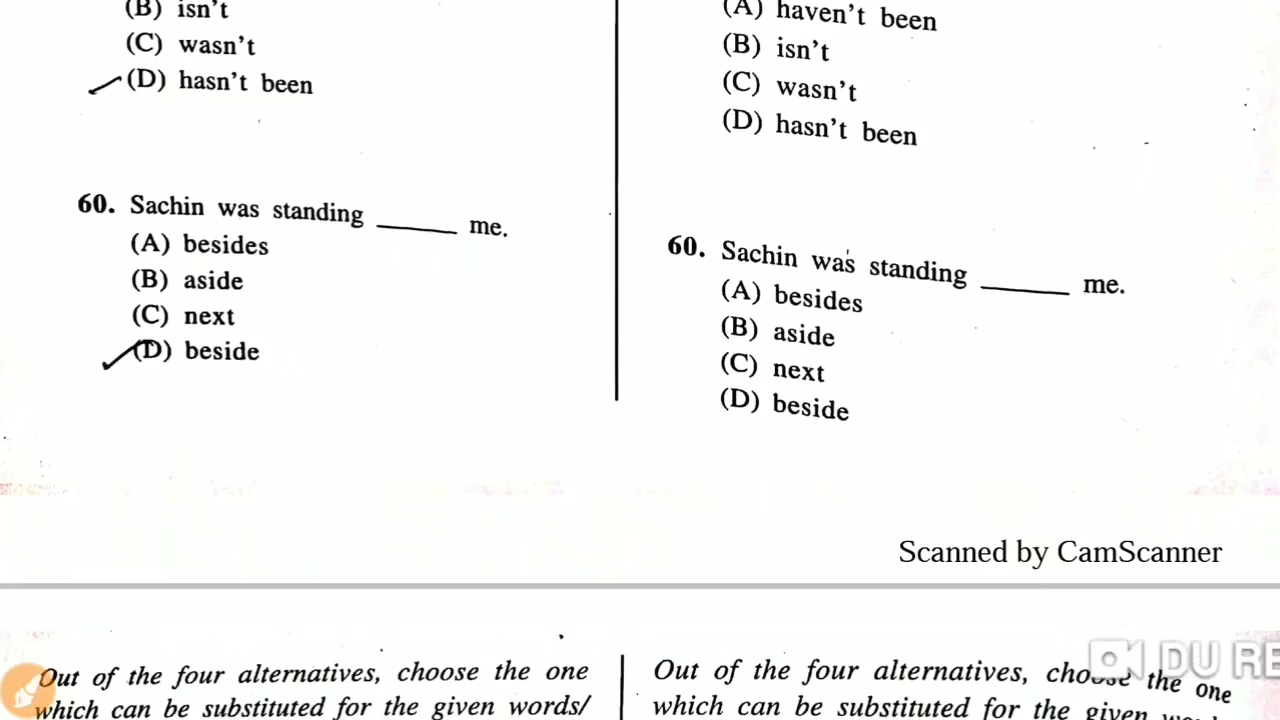 (B) isn't
(C) wasn't
(D) hasn't been
60. Sachin was standing ______ me.
(A) besides
(B) aside
(C) next
(D) beside
(A) haven't been
(B) isn't
(C) wasn't
(D) hasn't been
60. Sachin was standing ______ me.
(A) besides
(B) aside
(C) next
(D) beside
Scanned by CamScanner
Out of the four alternatives, choose the one
which can be substituted for the given words/
Out of the four alternatives, choose the one
which can be substituted for the given
DU RE